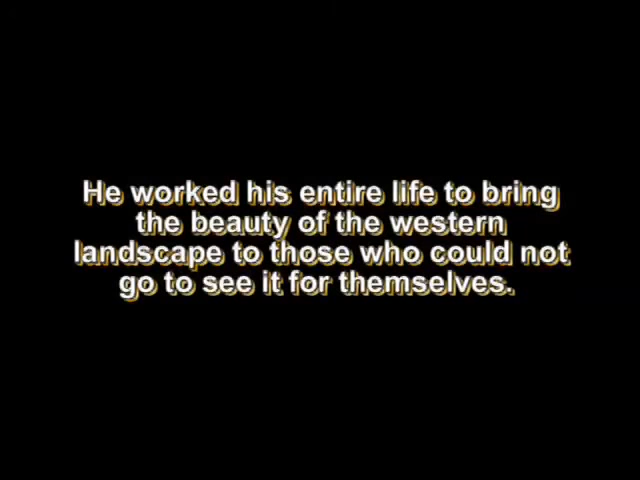 He worked his entire life to bring
the beauty of the western
landscape to those who could not
go to see it for themselves.